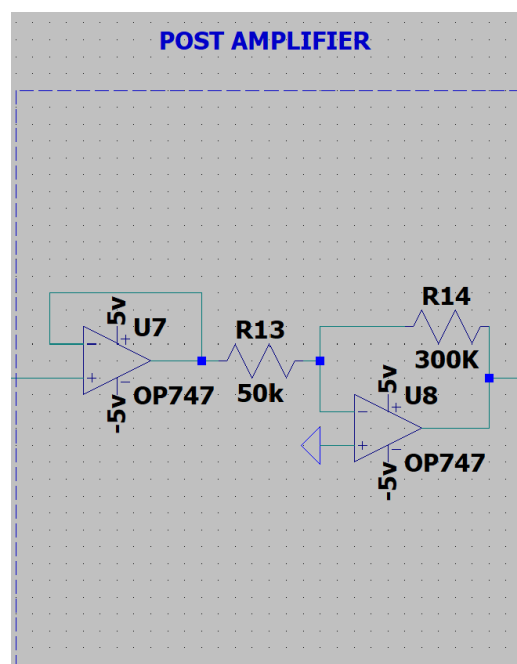 POST AMPLIFIER
5v
U7
OP747
-5v
R13
50k
R14
300K
5v
U8
OP747
-5v